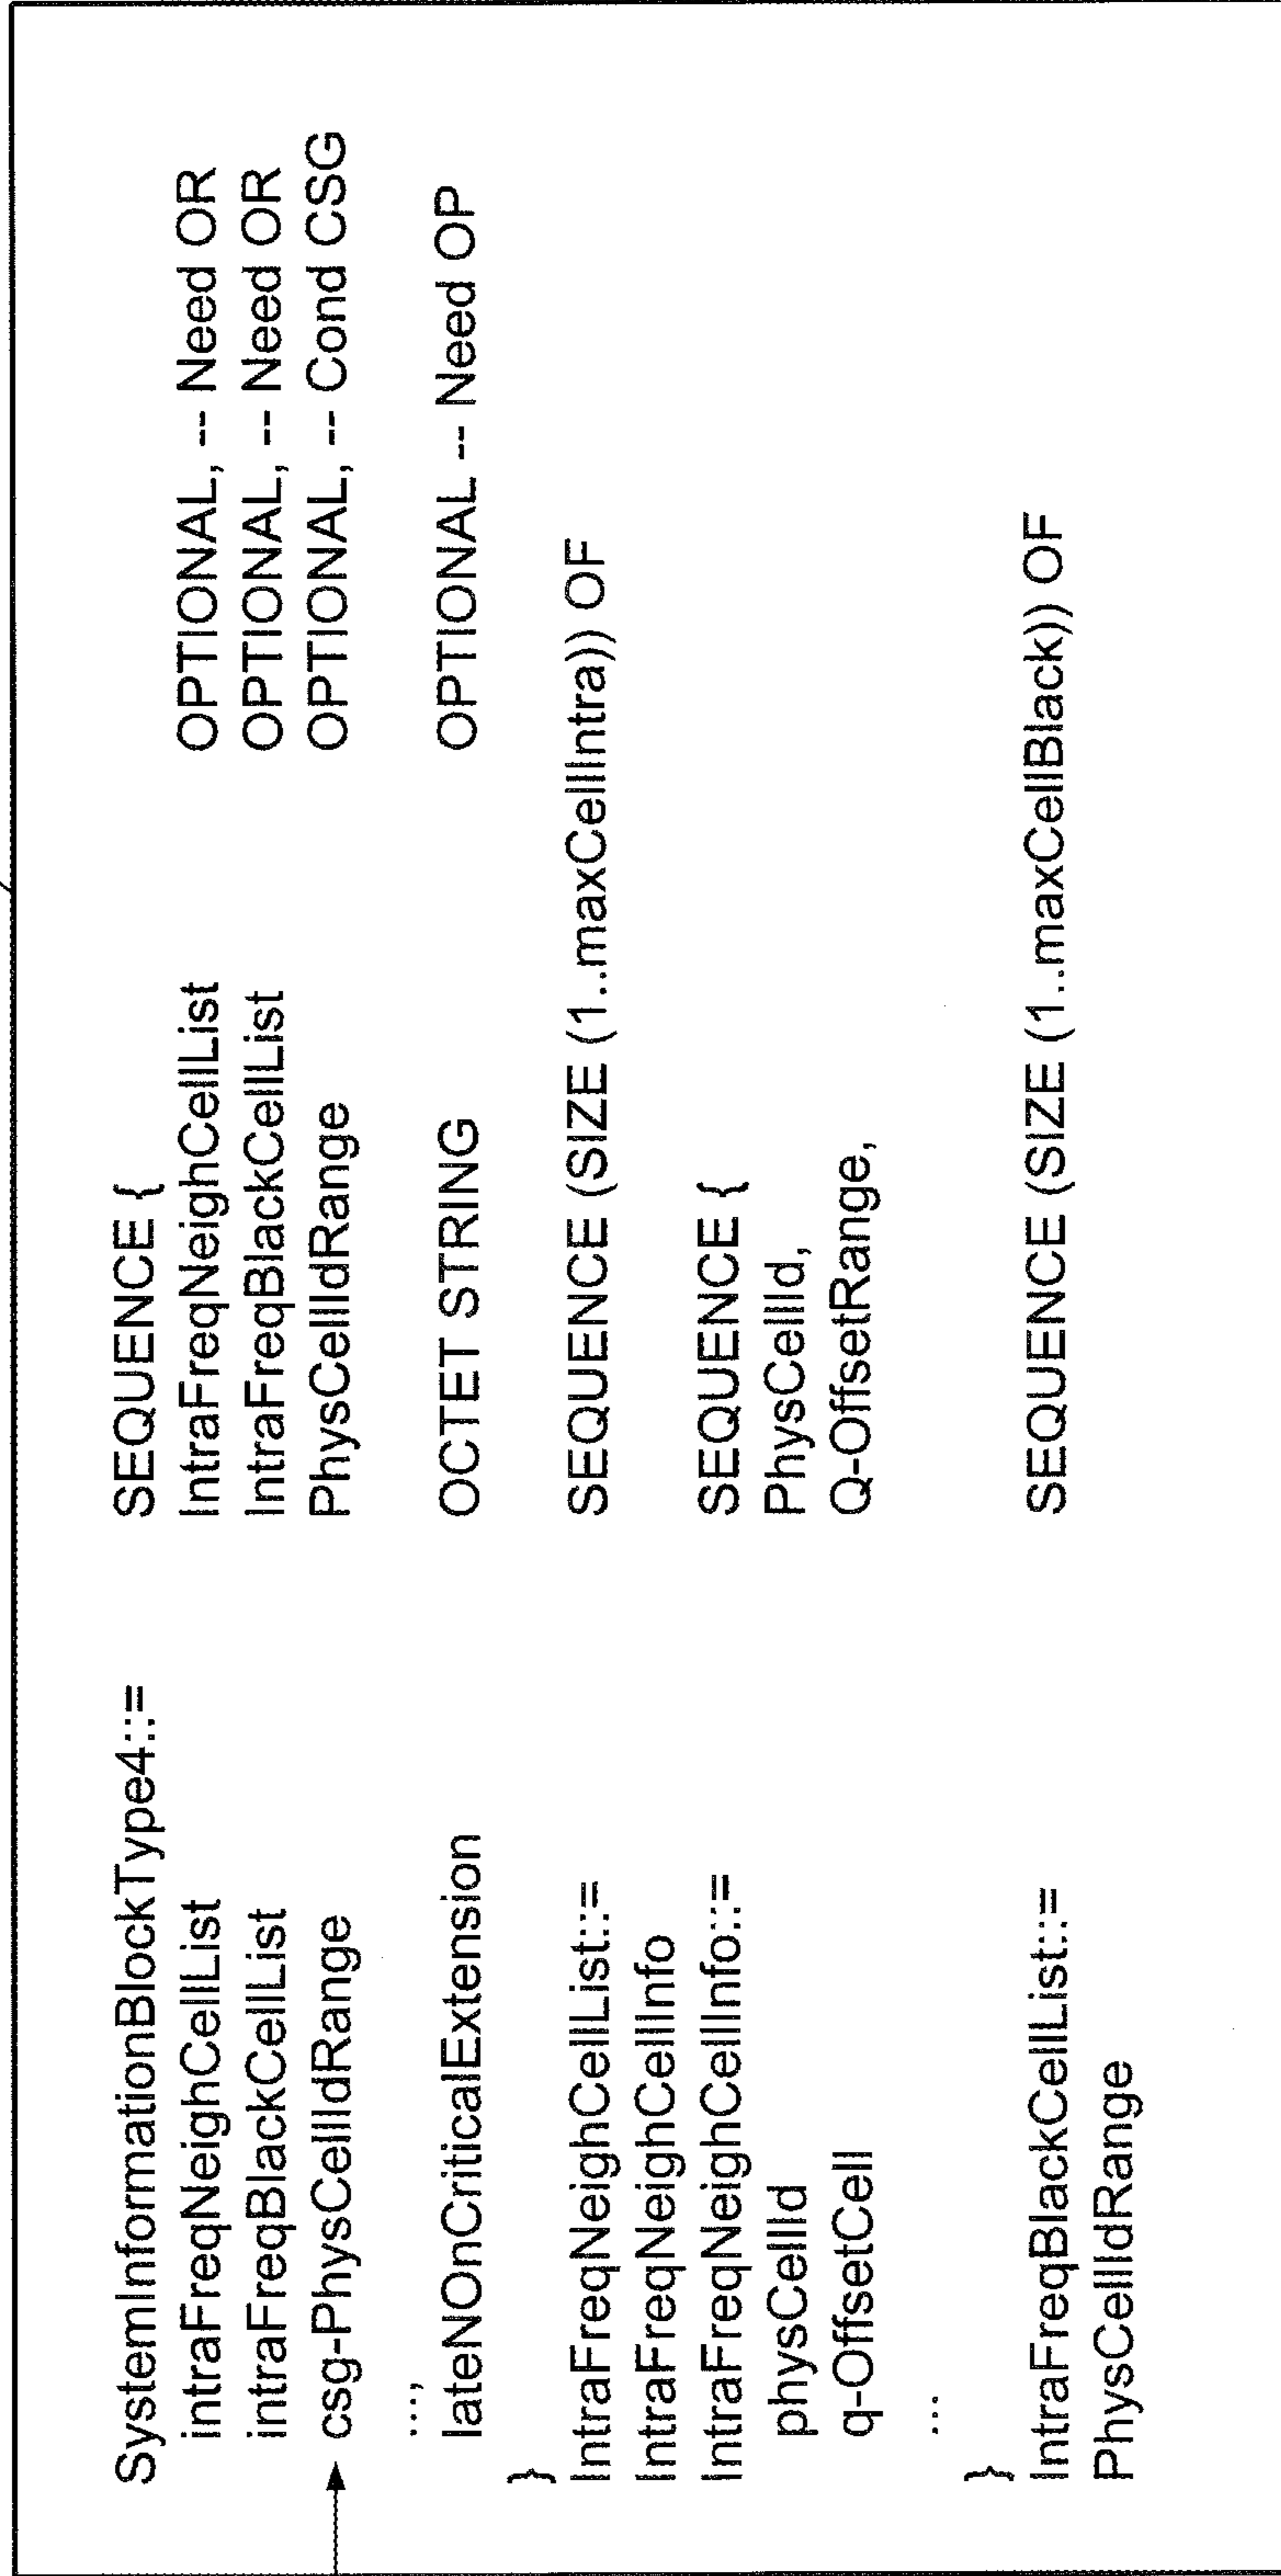 SystemInformationBlockType4::= SEQUENCE {
intraFreqNeighCellList IntraFreqNeighCellList OPTIONAL, -- Need OR
intraFreqBlackCellList IntraFreqBlackCellList OPTIONAL, -- Need OR
csg-PhysCellIdRange PhysCellIdRange OPTIONAL, -- Cond CSG
...,
lateNOnCriticalExtension OCTET STRING OPTIONAL -- Need OP
}
IntraFreqNeighCellList::= SEQUENCE (SIZE (1..maxCellIntra)) OF
IntraFreqNeighCellInfo
IntraFreqNeighCellInfo::= SEQUENCE {
physCellId PhysCellId,
q-OffsetCell Q-OffsetRange,
...
}
IntraFreqBlackCellList::= SEQUENCE (SIZE (1..maxCellBlack)) OF
PhysCellIdRange